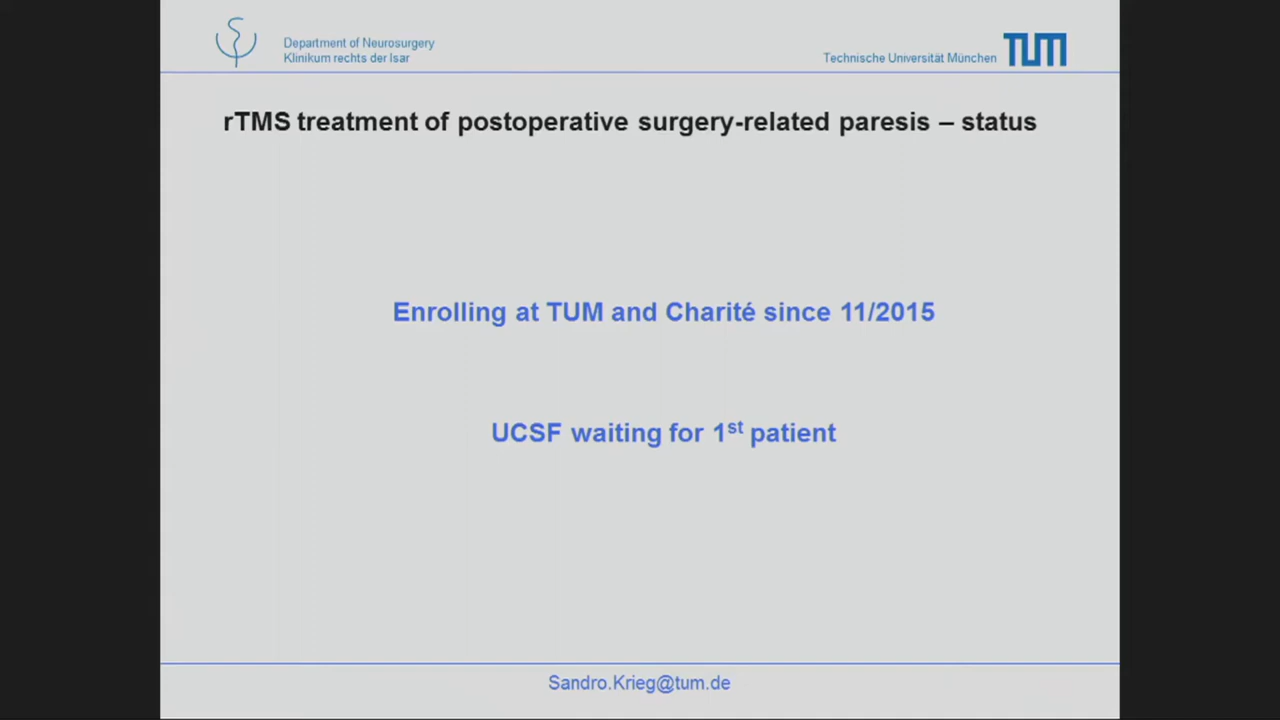 Department of Neurosurgery
Klinikum rechts der Isar
Technische Universität München TUM
rTMS treatment of postoperative surgery-related paresis – status
Enrolling at TUM and Charité since 11/2015
UCSF waiting for 1st patient
Sandro.Krieg@tum.de